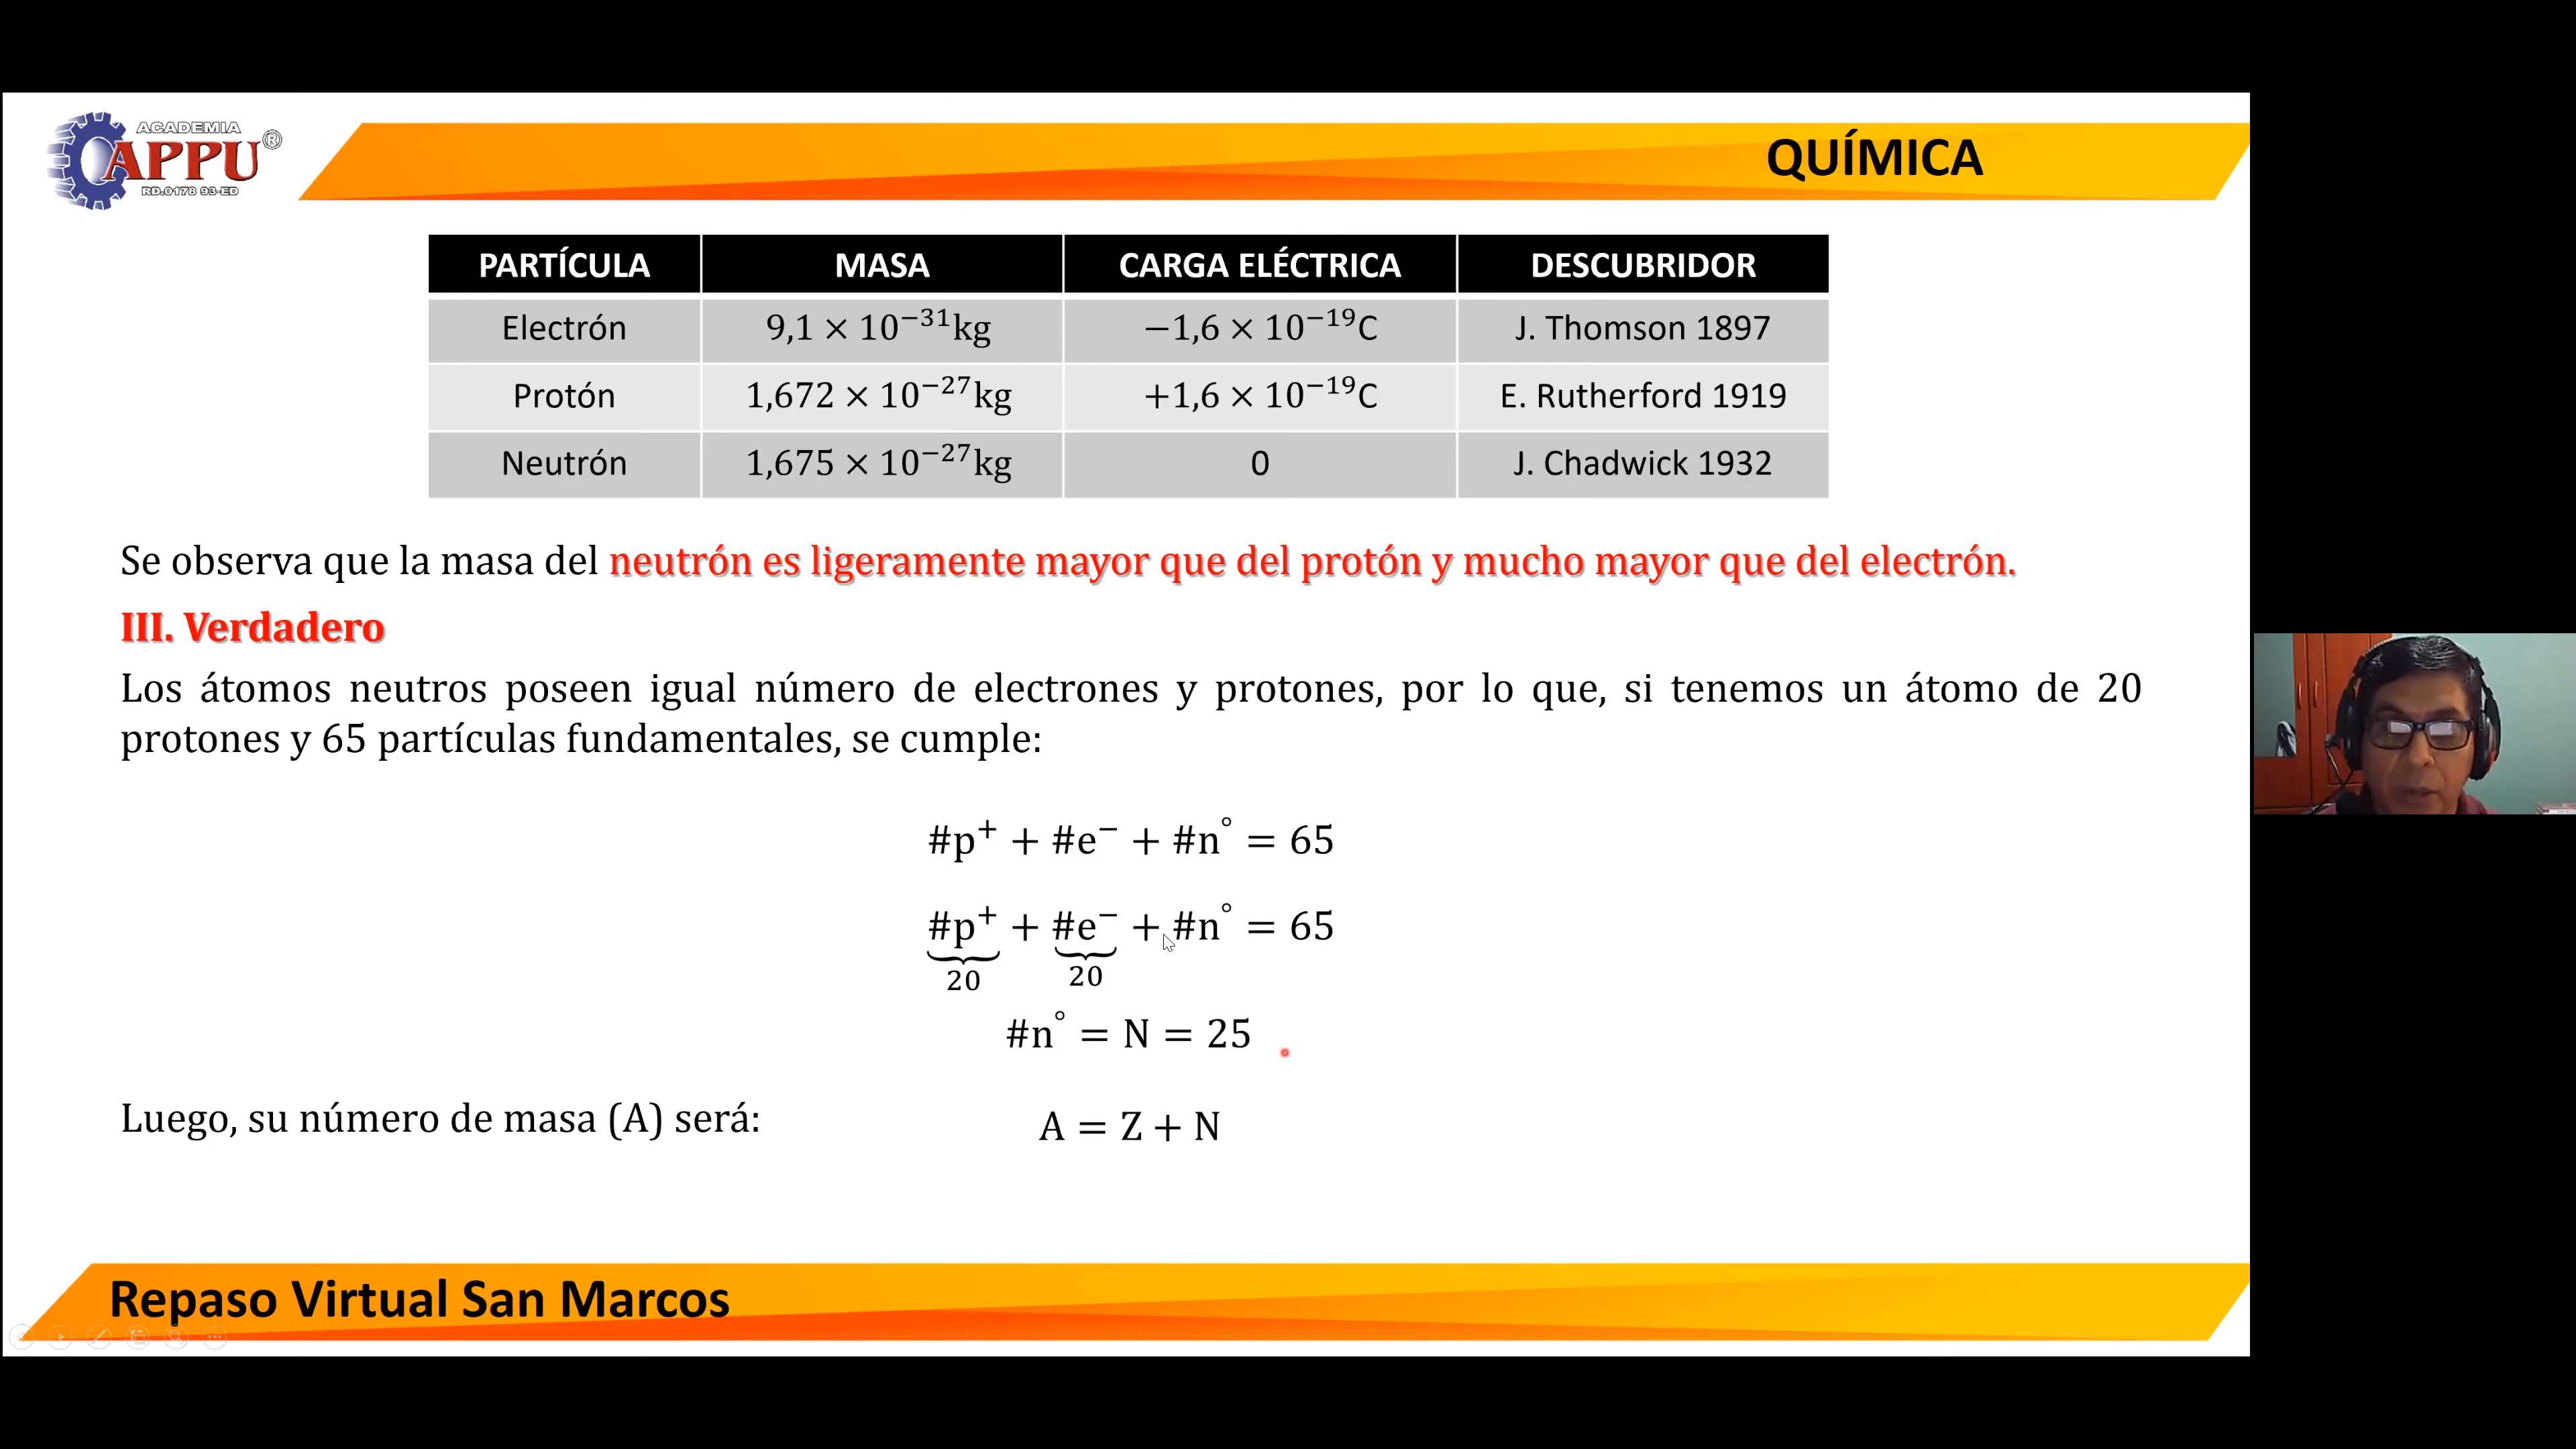 ACADEMIA
APPU®
RD.0178 93-ED
QUÍMICA
PARTÍCULA MASA CARGA ELÉCTRICA DESCUBRIDOR
Electrón 9,1 × 10⁻³¹kg −1,6 × 10⁻¹⁹C J. Thomson 1897
Protón 1,672 × 10⁻²⁷kg +1,6 × 10⁻¹⁹C E. Rutherford 1919
Neutrón 1,675 × 10⁻²⁷kg 0 J. Chadwick 1932
Se observa que la masa del neutrón es ligeramente mayor que del protón y mucho mayor que del electrón.
III. Verdadero
Los átomos neutros poseen igual número de electrones y protones, por lo que, si tenemos un átomo de 20
protones y 65 partículas fundamentales, se cumple:
#p⁺ + #e⁻ + #n° = 65
#p⁺ + #e⁻ + #n° = 65
20 20
#n° = N = 25
Luego, su número de masa (A) será: A = Z + N
Repaso Virtual San Marcos